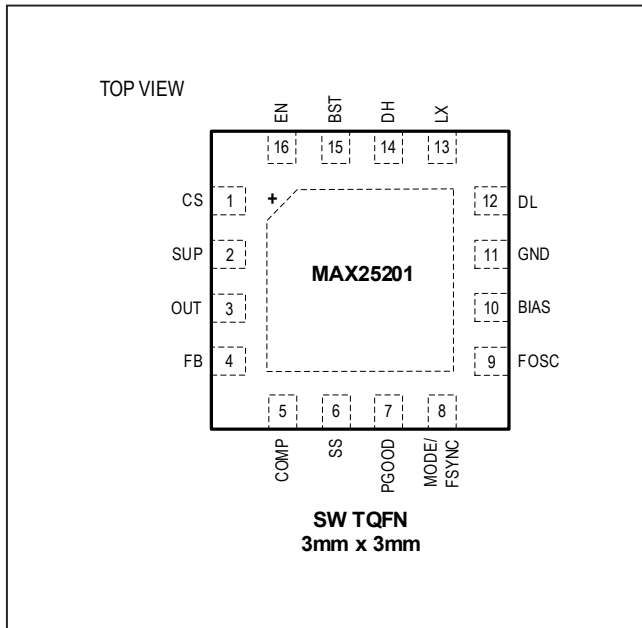 TOP VIEW
EN
BST
DH
LX
16
15
14
13
CS
1
+
12
DL
SUP
2
11
GND
MAX25201
OUT
3
10
BIAS
FB
4
9
FOSC
5
6
7
8
COMP
SS
PGOOD
MODE/
FSYNC
SW TQFN
3mm x 3mm